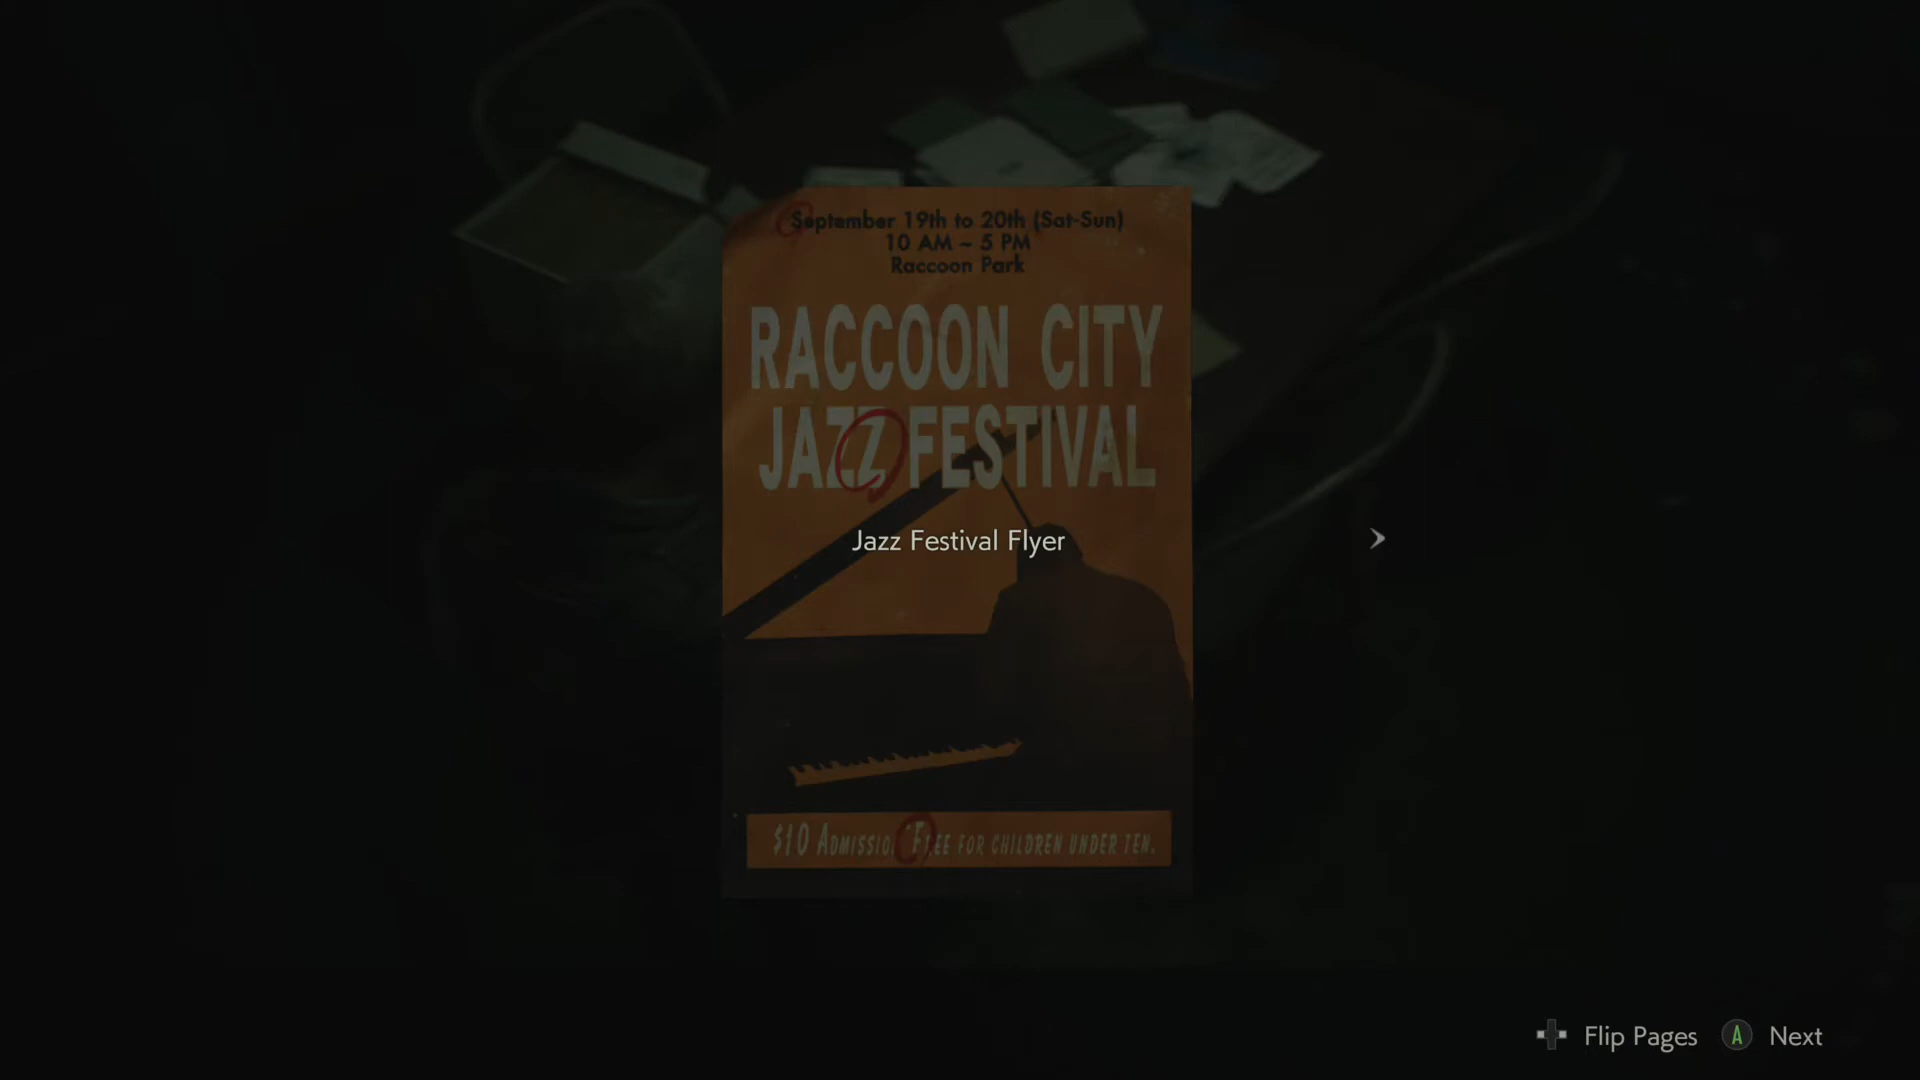 September 19th to 20th (Sat-Sun)
10 AM ~ 5 PM
Raccoon Park
RACCOON CITY
JAZZ FESTIVAL
Jazz Festival Flyer
$10 ADMISSION FREE FOR CHILDREN UNDER TEN.
Flip Pages A Next